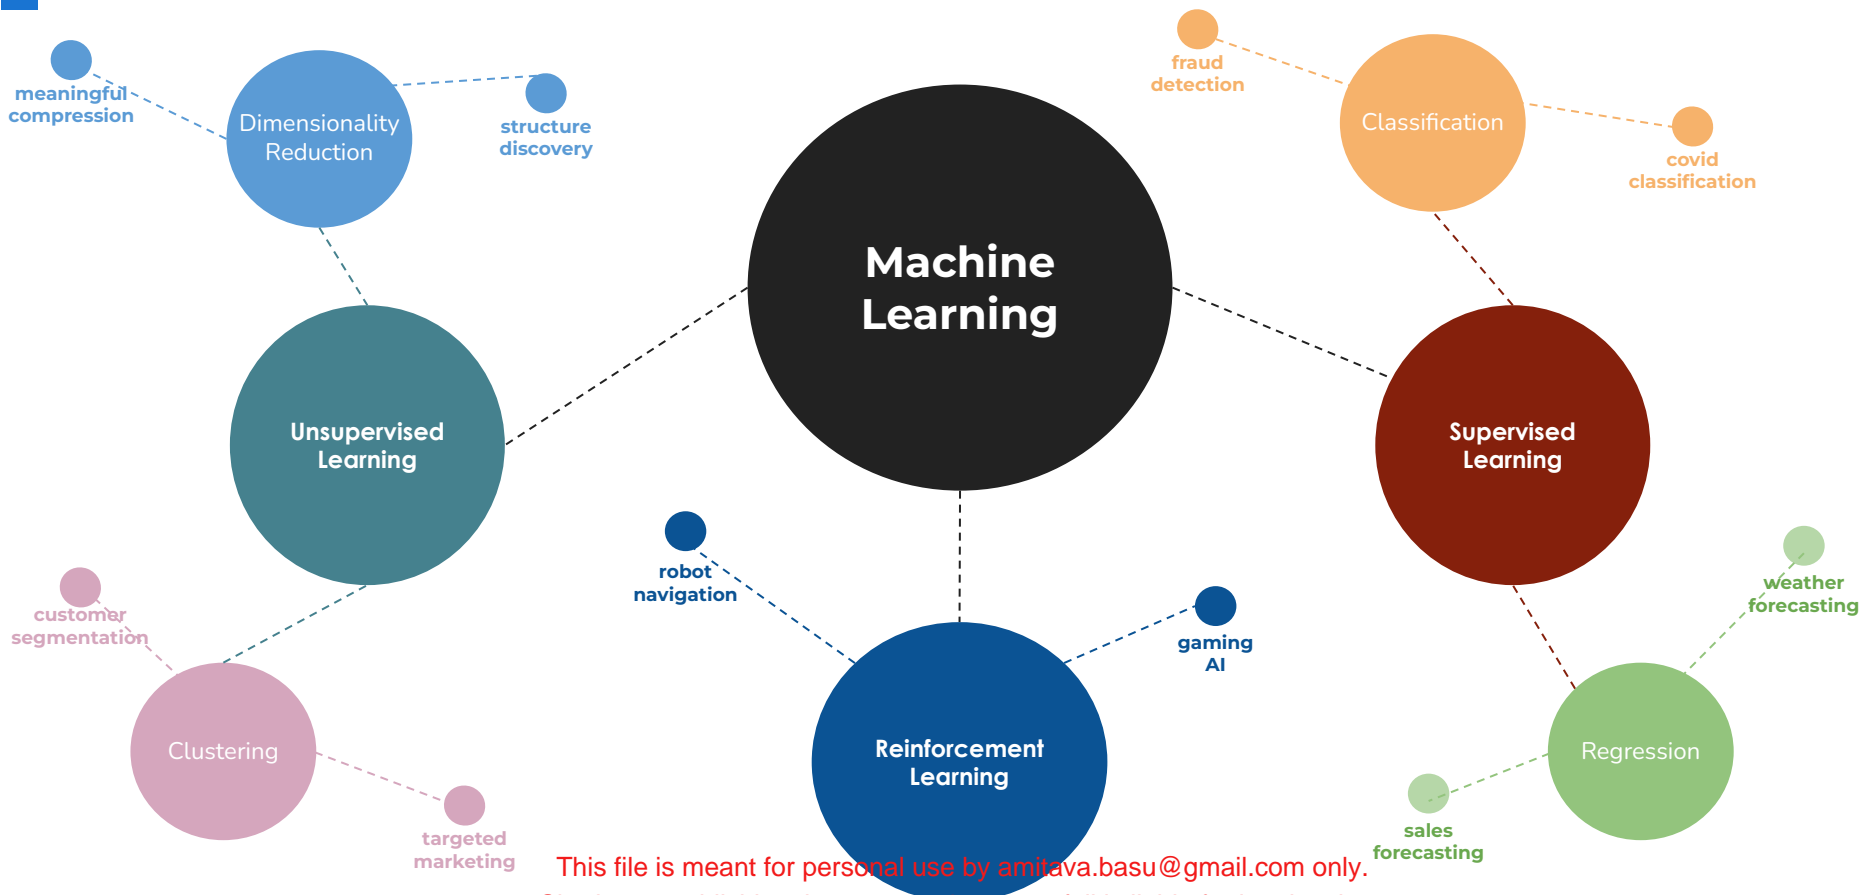 meaningful
compression
Dimensionality
Reduction
structure
discovery
Machine
Learning
fraud
detection
Classification
covid
classification
Unsupervised
Learning
Supervised
Learning
customer
segmentation
Clustering
targeted
marketing
robot
navigation
gaming
AI
Reinforcement
Learning
weather
forecasting
Regression
sales
forecasting
This file is meant for personal use by amitava.basu@gmail.com only.